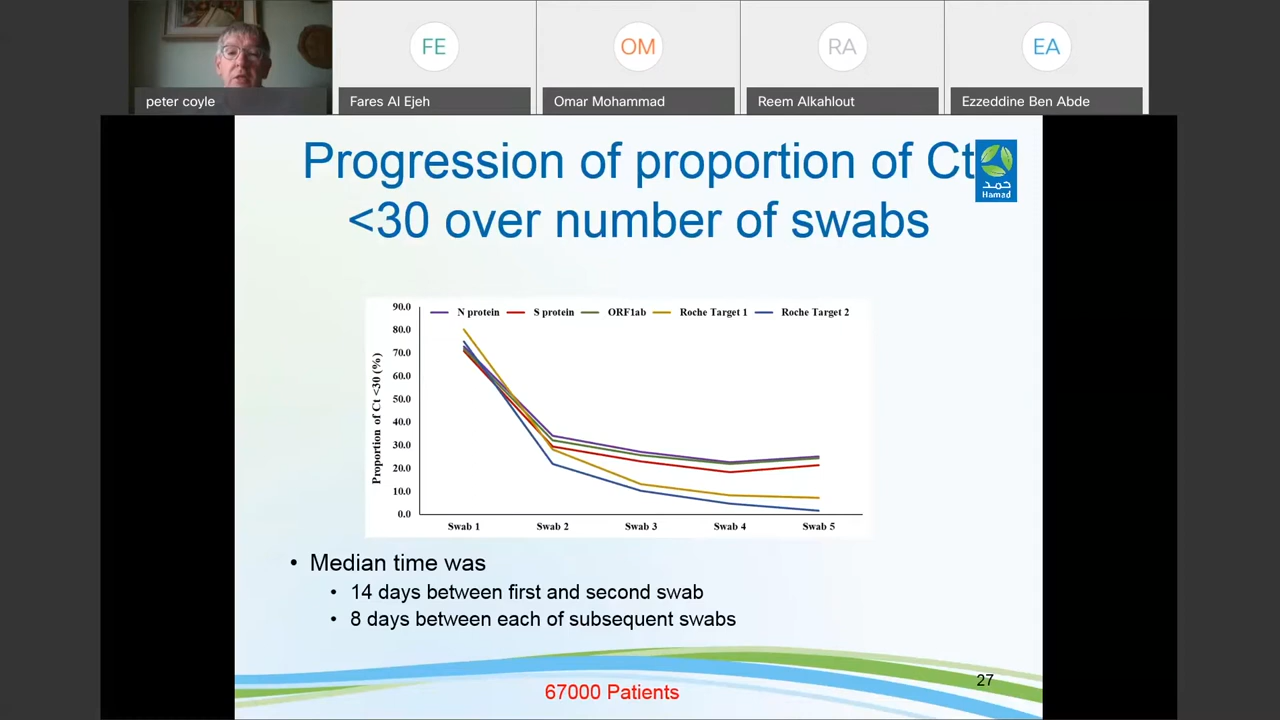 FE
OM
RA
EA
peter coyle
Fares Al Ejeh
Omar Mohammad
Reem Alkahlout
Ezzeddine Ben Abde
Progression of proportion of Ct
<30 over number of swabs
حمد
Hamad
N protein
S protein
ORF1ab
Roche Target 1
Roche Target 2
Proportion of Ct <30 (%)
90.0
80.0
70.0
60.0
50.0
40.0
30.0
20.0
10.0
0.0
Swab 1
Swab 2
Swab 3
Swab 4
Swab 5
• Median time was
• 14 days between first and second swab
• 8 days between each of subsequent swabs
67000 Patients
27